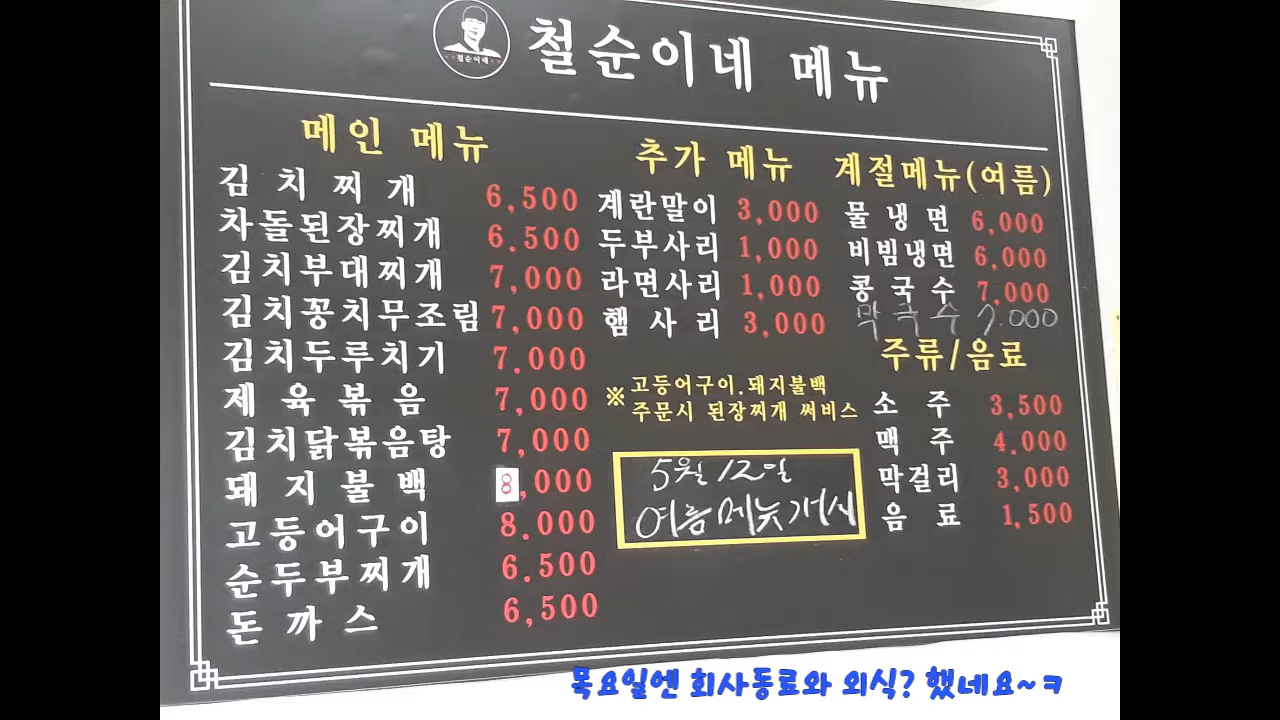 철순이네
철순이네 메뉴
메인 메뉴
김치찌개 6,500
차돌된장찌개 6.500
김치부대찌개 7,000
김치꽁치무조림 7,000
김치두루치기 7.000
제육볶음 7,000
김치닭볶음탕 7,000
돼지불백 8,000
고등어구이 8.000
순두부찌개 6.500
돈까스 6,500
추가 메뉴
계란말이 3,000
두부사리 1,000
라면사리 1,000
햄사리 3,000
※ 고등어구이.돼지불백
주문시 된장찌개 써비스
5월 12일
여름메뉴개시
계절메뉴(여름)
물냉면 6,000
비빔냉면 6,000
콩국수 7,000
막국수 7.000
주류/음료
소주 3,500
맥주 4.000
막걸리 3,000
음료 1,500
목요일엔 회사동료와 외식? 했네요~ㅋ